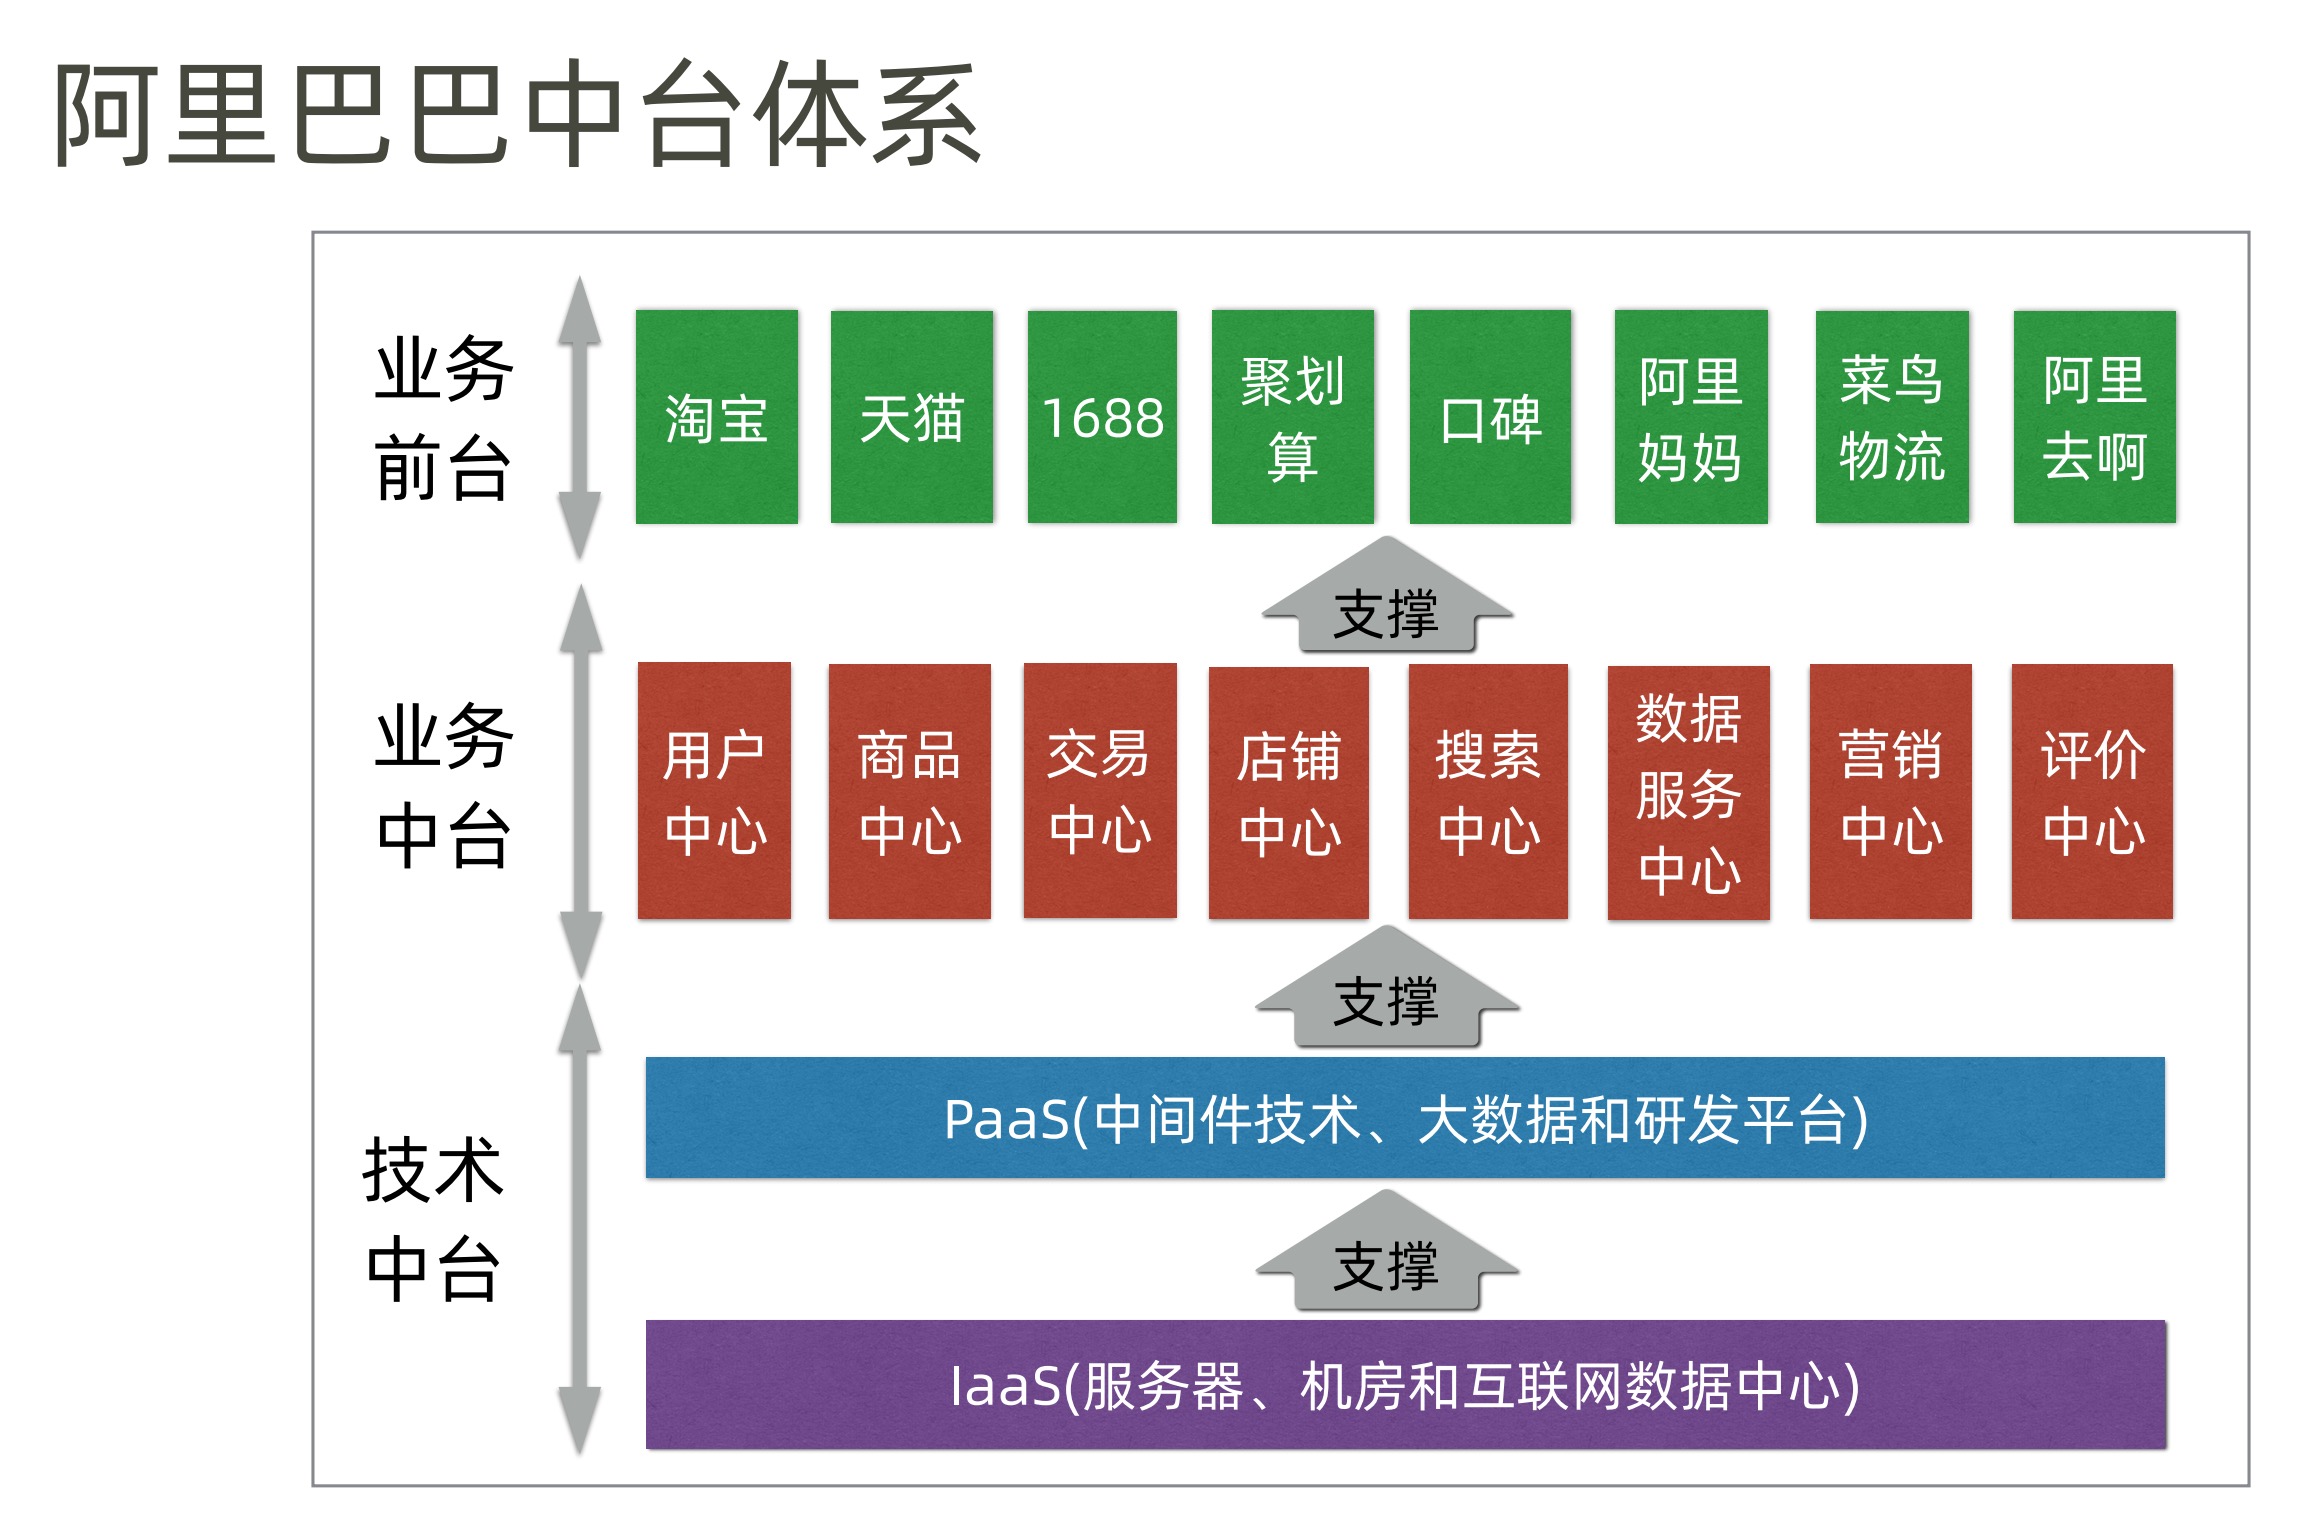 阿里巴巴中台体系
业务
前台
淘宝
天猫
1688
聚划
算
口碑
阿里
妈妈
菜鸟
物流
阿里
去啊
支撑
业务
中台
用户
中心
商品
中心
交易
中心
店铺
中心
搜索
中心
数据
服务
中心
营销
中心
评价
中心
支撑
技术
中台
PaaS(中间件技术、大数据和研发平台)
支撑
IaaS(服务器、机房和互联网数据中心)